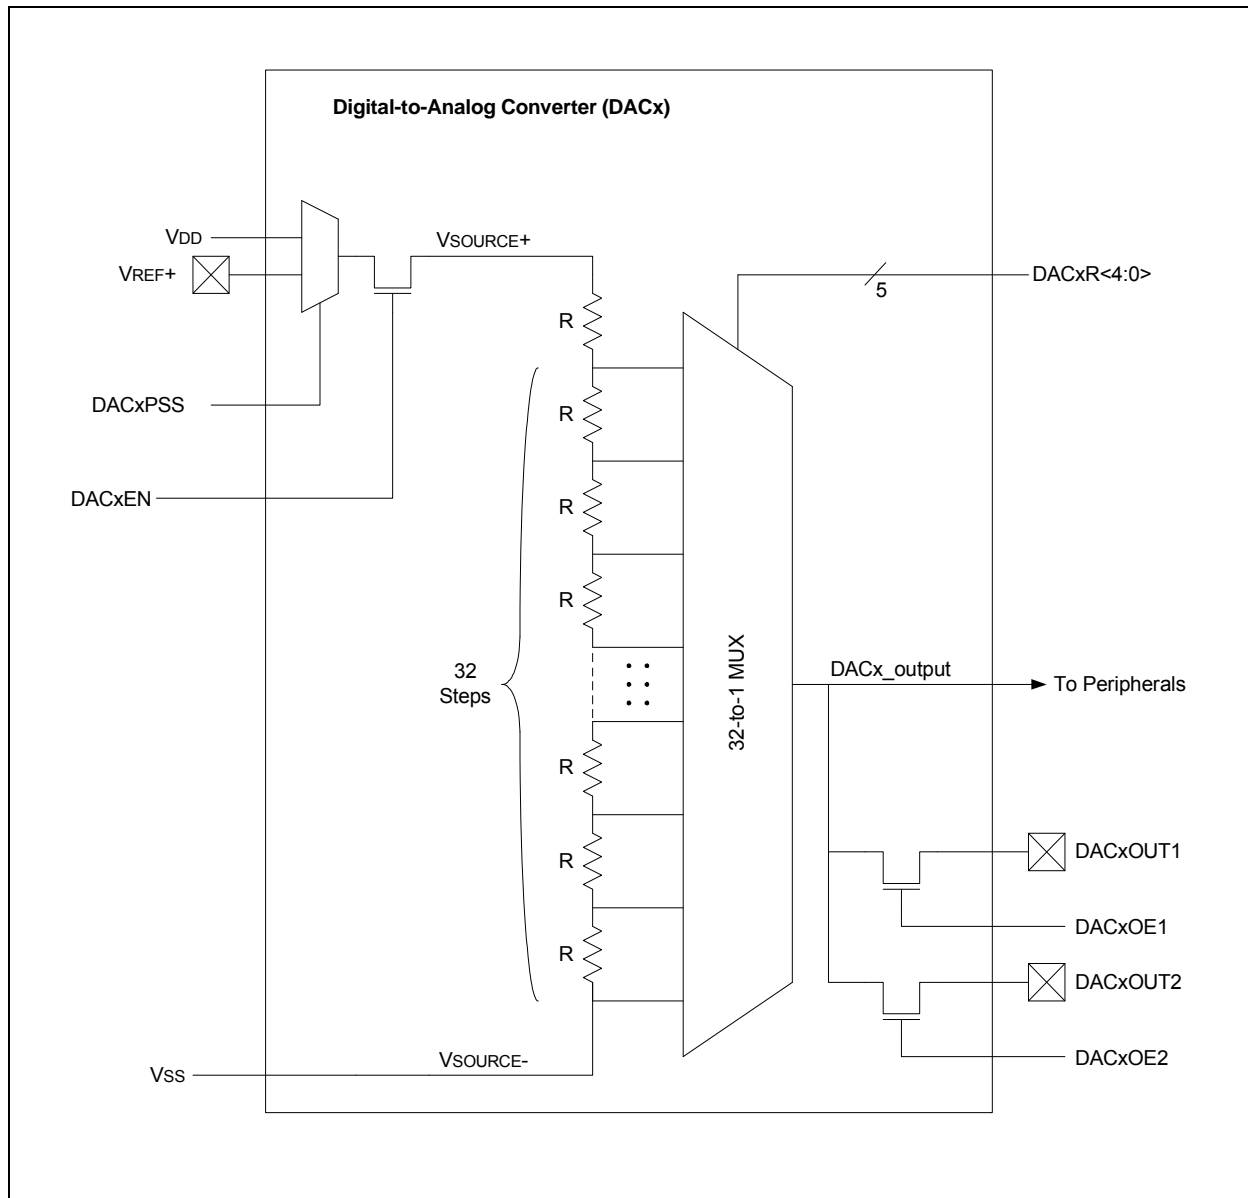 Digital-to-Analog Converter (DACx)
VDD
VSOURCE+
VREF+
DACxR<4:0>
5
R
DACxPSS
R
DACxEN
R
R
32
Steps
32-to-1 MUX
DACx_output
To Peripherals
R
R
DACxOUT1
DACxOE1
R
DACxOUT2
DACxOE2
VSOURCE-
VSS